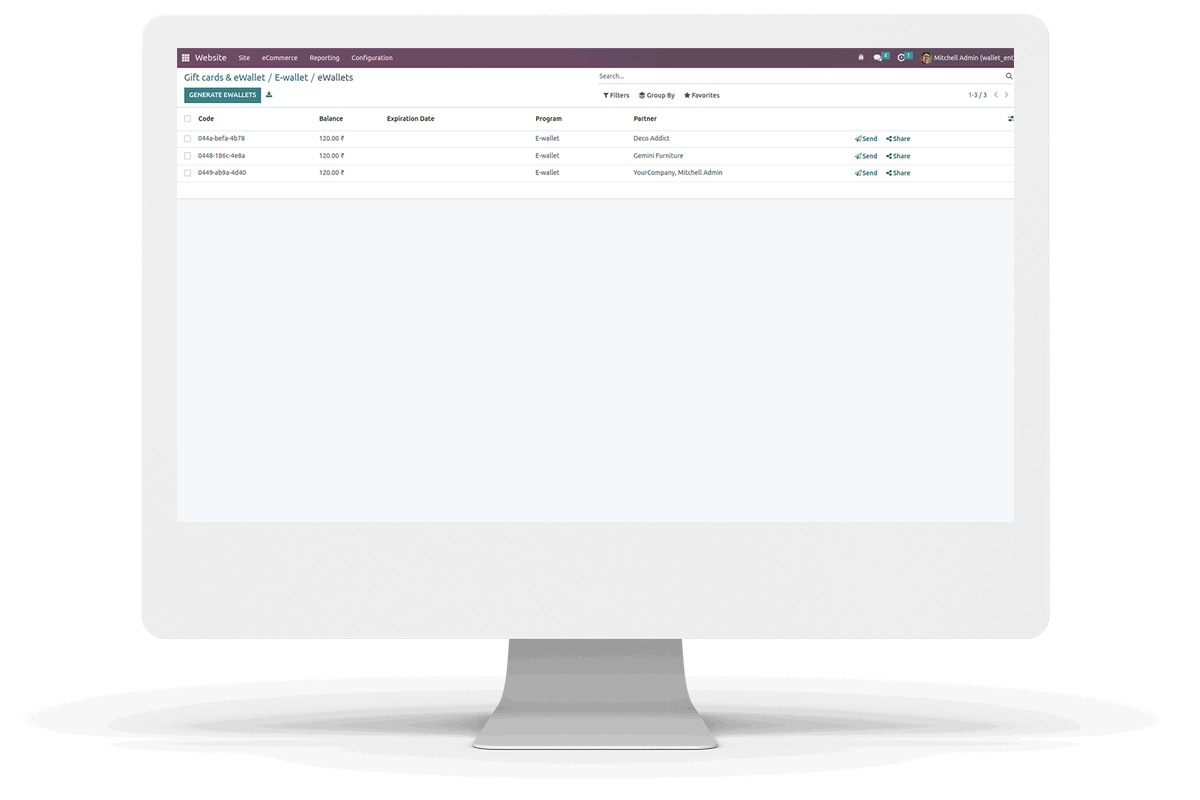 Website Site eCommerce Reporting Configuration 4 1 Mitchell Admin (wallet_ent
Gift cards & eWallet / E-wallet / eWallets Search...
GENERATE EWALLETS Filters Group By Favorites 1-3 / 3
Code Balance Expiration Date Program Partner
044a-befa-4b78 120.00 ₹ E-wallet Deco Addict Send Share
0448-186c-4e8a 120.00 ₹ E-wallet Gemini Furniture Send Share
0449-ab9a-4d40 120.00 ₹ E-wallet YourCompany, Mitchell Admin Send Share